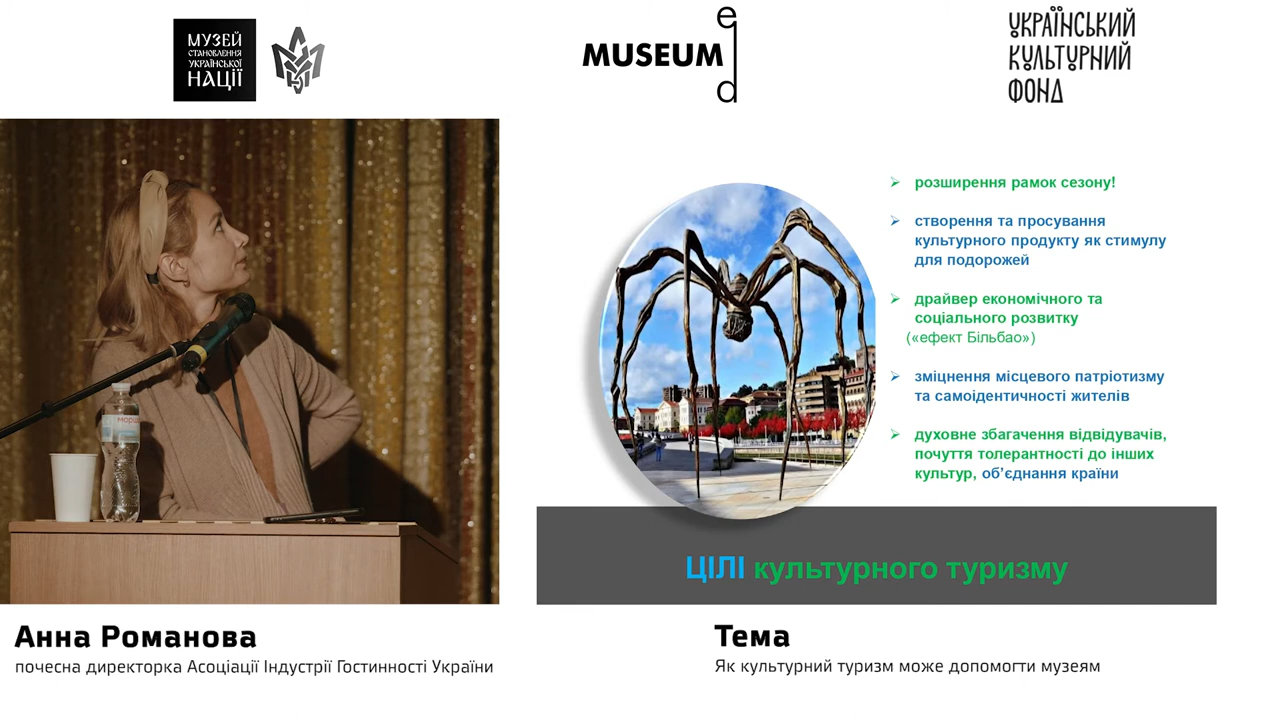 МУЗЕЙ
СТАНОВЛЕННЯ
УКРАЇНСЬКОЇ
НАЦІЇ
MUSEUM
ed
УКРАЇНСЬКИЙ
КУЛЬТУРНИЙ
ФОНД
розширення рамок сезону!
створення та просування
культурного продукту як стимулу
для подорожей
драйвер економічного та
соціального розвитку
(«ефект Більбао»)
зміцнення місцевого патріотизму
та самоідентичності жителів
духовне збагачення відвідувачів,
почуття толерантності до інших
культур, об’єднання країни
ЦІЛІ культурного туризму
Анна Романова
почесна директорка Асоціації Індустрії Гостинності України
Тема
Як культурний туризм може допомогти музеям